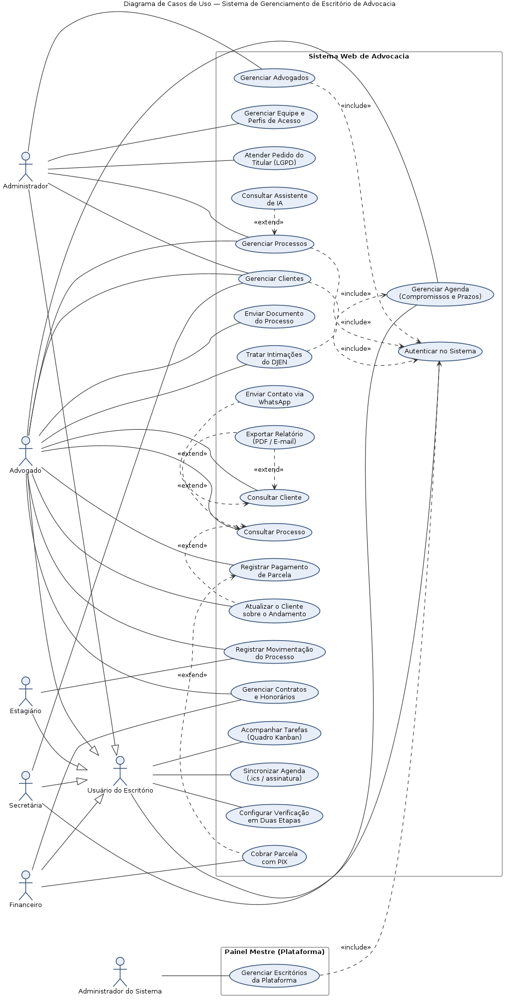 Diagrama de Casos de Uso — Sistema de Gerenciamento de Escritório de Advocacia
Sistema Web de Advocacia
Gerenciar Advogados
«include»
Gerenciar Equipe e
Perfis de Acesso
Atender Pedido do
Titular (LGPD)
Administrador
Consultar Assistente
de IA
«extend»
Gerenciar Processos
Gerenciar Clientes
«include»
Gerenciar Agenda
(Compromissos e Prazos)
Enviar Documento
do Processo
«include»
«include»
Autenticar no Sistema
Tratar Intimações
do DJEN
Enviar Contato via
WhatsApp
Exportar Relatório
(PDF / E-mail)
«extend»
Advogado
«extend»
«extend»
Consultar Cliente
Consultar Processo
«extend»
Registrar Pagamento
de Parcela
Atualizar o Cliente
sobre o Andamento
Registrar Movimentação
do Processo
«extend»
Estagiário
Gerenciar Contratos
e Honorários
Acompanhar Tarefas
(Quadro Kanban)
Sincronizar Agenda
(.ics / assinatura)
Usuário do Escritório
Secretária
Configurar Verificação
em Duas Etapas
Cobrar Parcela
com PIX
Financeiro
«include»
Painel Mestre (Plataforma)
Gerenciar Escritórios
da Plataforma
Administrador do Sistema